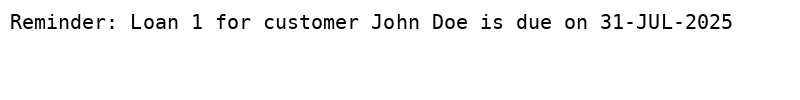 Reminder: Loan 1 for customer John Doe is due on 31-JUL-2025